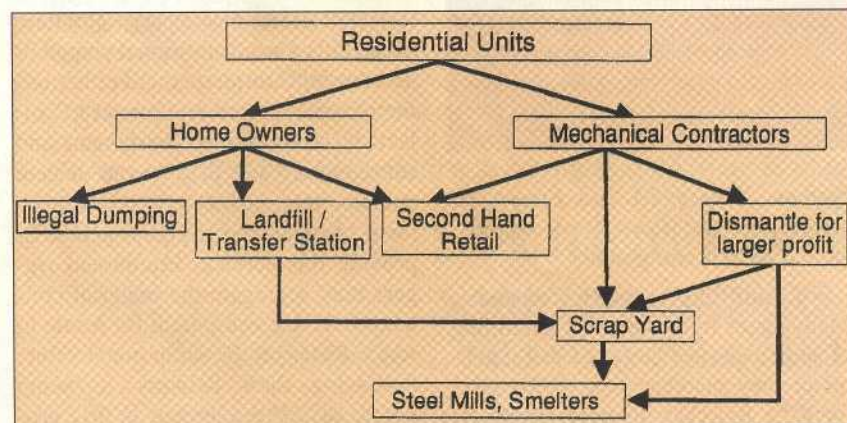 Residential Units
Home Owners
Mechanical Contractors
Illegal Dumping
Landfill /
Transfer Station
Second Hand
Retail
Dismantle for
larger profit
Scrap Yard
Steel Mills, Smelters